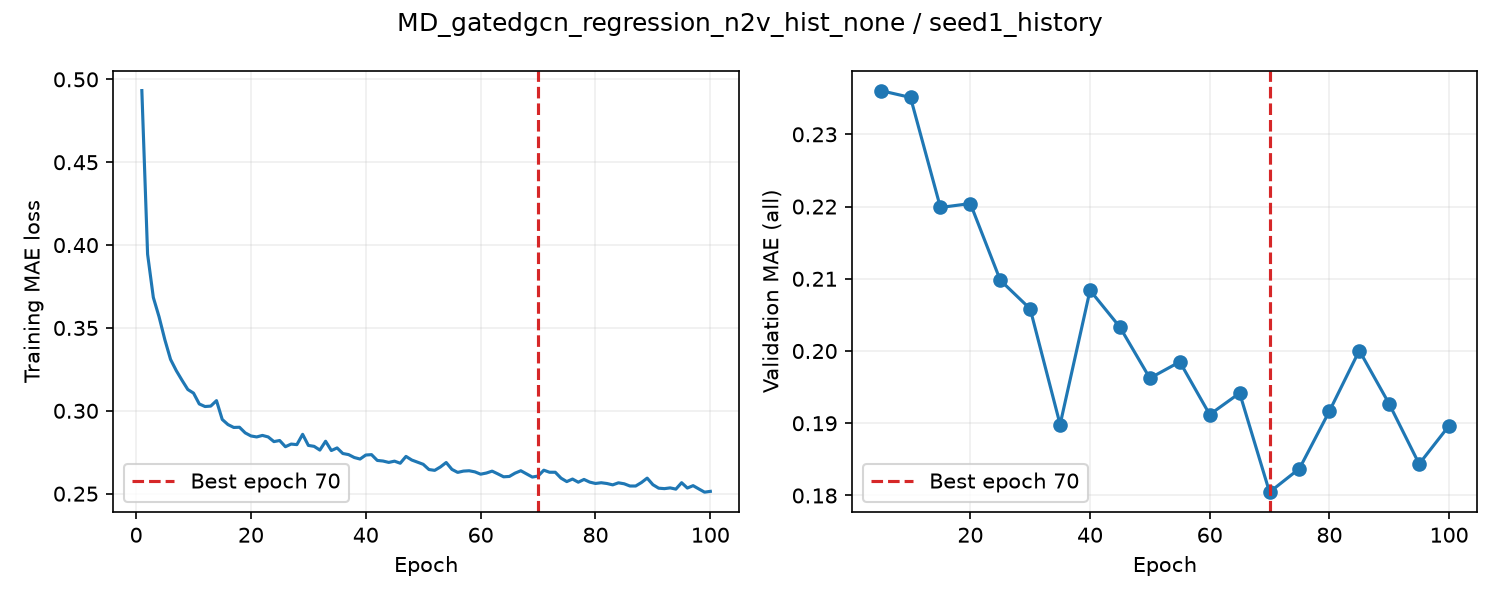 MD_gatedgcn_regression_n2v_hist_none / seed1_history
Training MAE loss
0.50
0.45
0.40
0.35
0.30
0.25
Best epoch 70
0 20 40 60 80 100
Epoch
Validation MAE (all)
0.23
0.22
0.21
0.20
0.19
0.18
Best epoch 70
20 40 60 80 100
Epoch